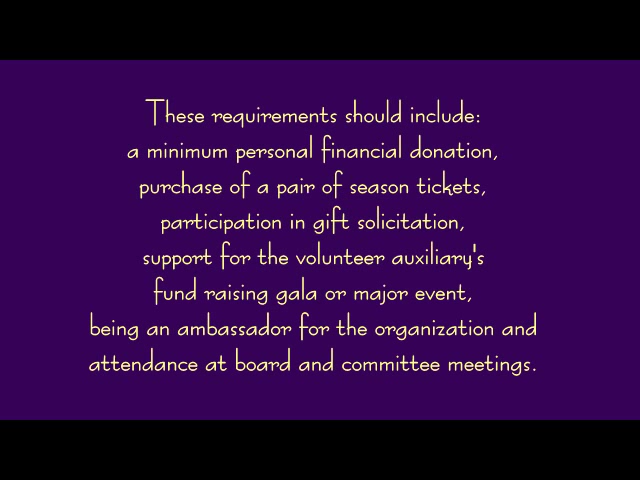 These requirements should include:
a minimum personal financial donation,
purchase of a pair of season tickets,
participation in gift solicitation,
support for the volunteer auxiliary's
fund raising gala or major event,
being an ambassador for the organization and
attendance at board and committee meetings.